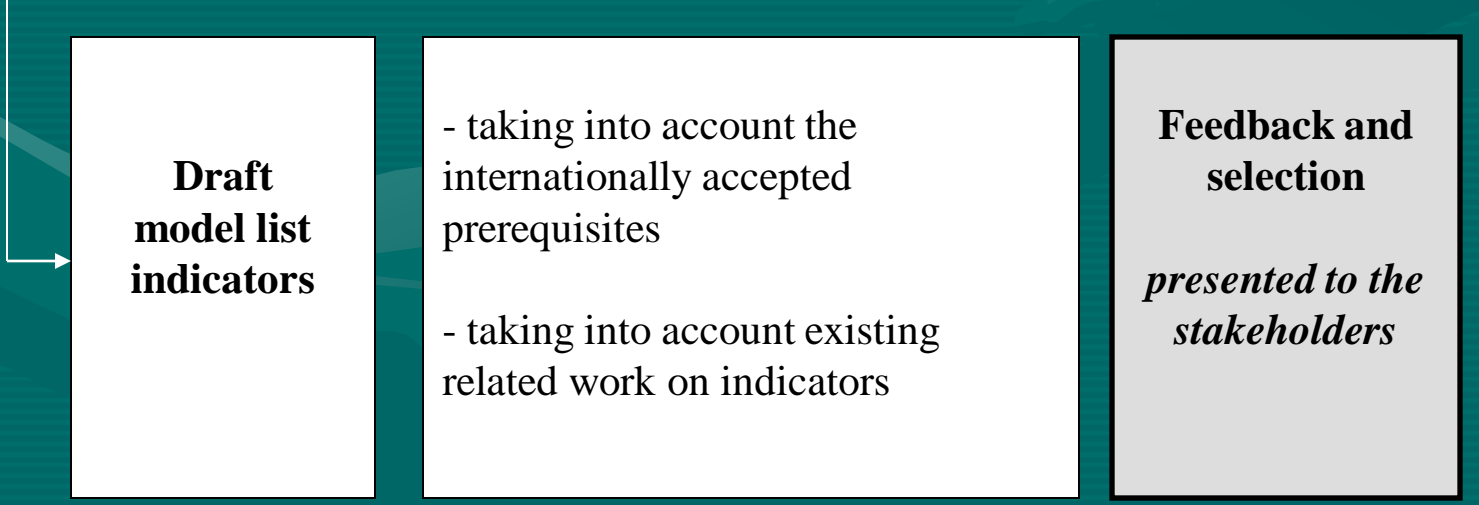 Draft
model list
indicators
- taking into account the
internationally accepted
prerequisites
- taking into account existing
related work on indicators
Feedback and
selection
presented to the
stakeholders